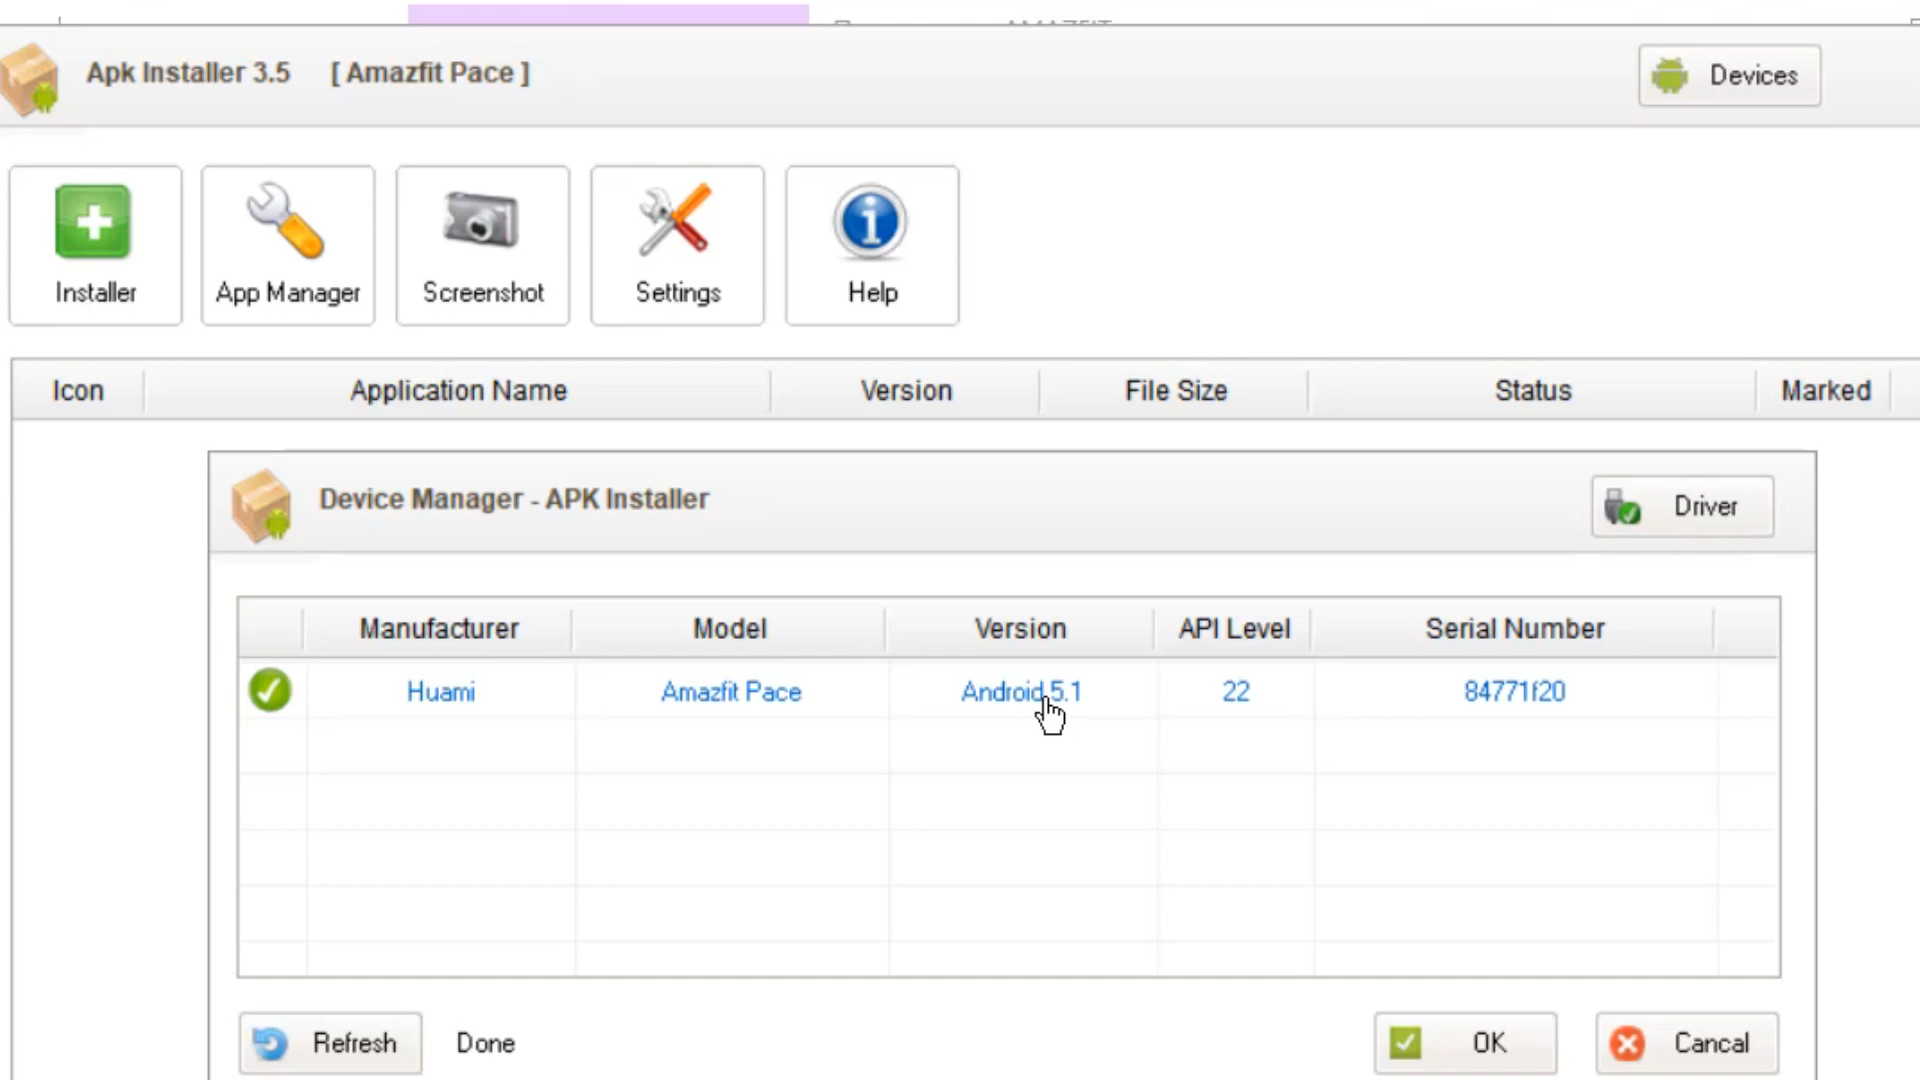 Apk Installer 3.5 [ Amazfit Pace ]
Devices
Installer
App Manager
Screenshot
Settings
Help
Icon Application Name Version File Size Status Marked
Device Manager - APK Installer
Driver
Manufacturer Model Version API Level Serial Number
Huami Amazfit Pace Android 5.1 22 84771f20
Refresh Done OK Cancal